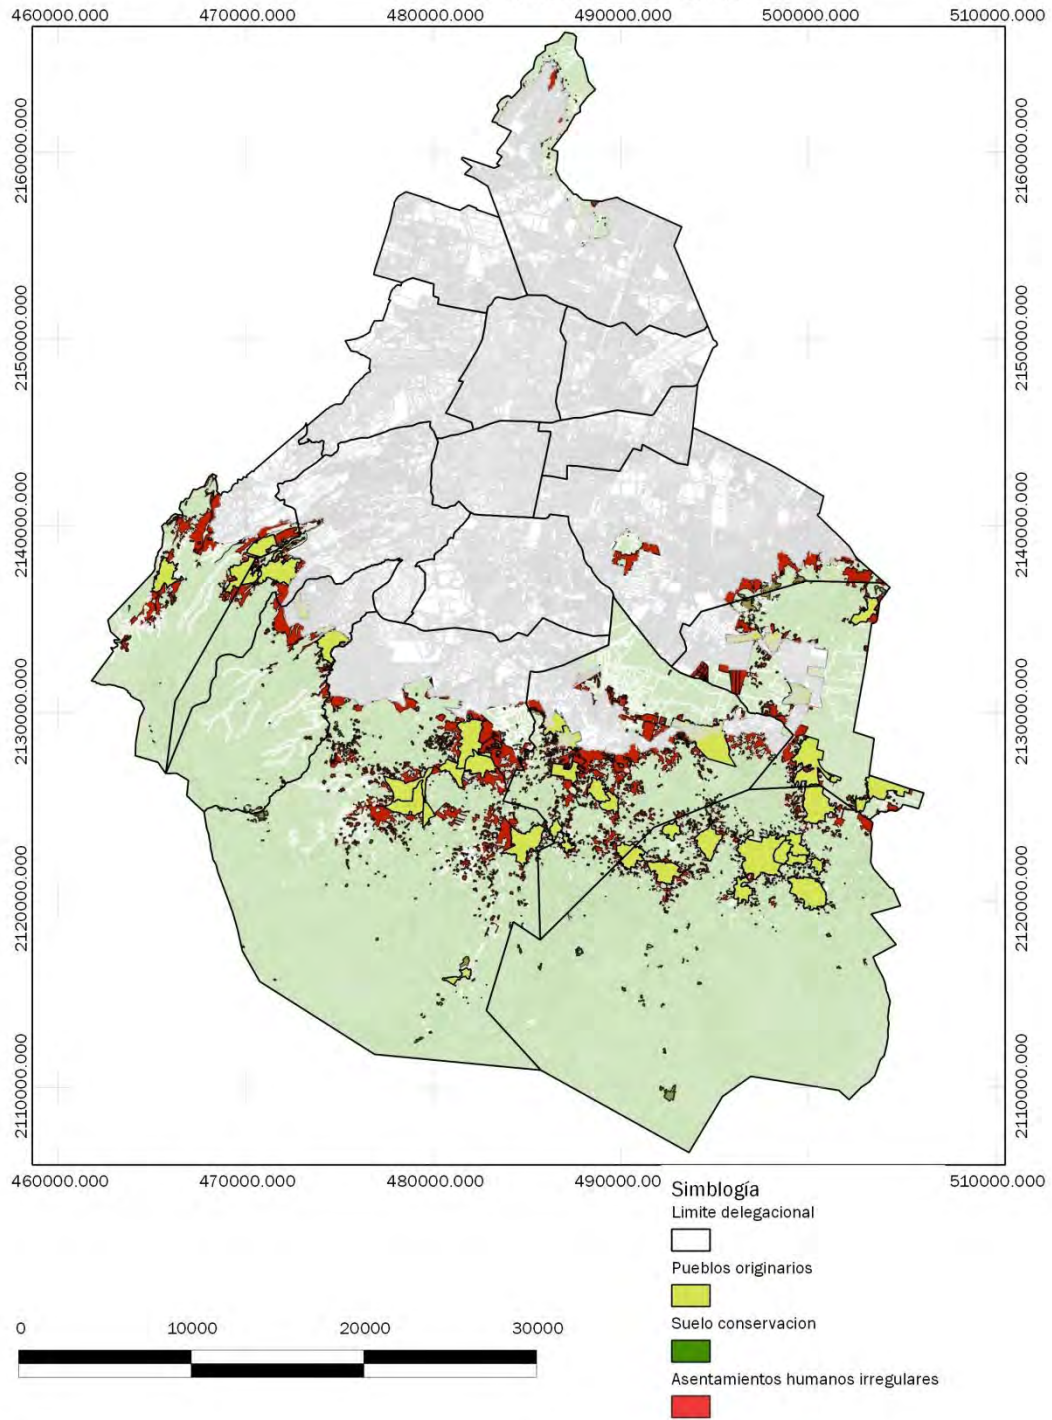 460000.000 470000.000 480000.000 490000.000 500000.000 510000.000
2160000.000 2160000.000
2150000.000 2150000.000
2140000.000 2140000.000
2130000.000 2130000.000
2120000.000 2120000.000
2110000.000 2110000.000
460000.000 470000.000 480000.000 490000.000 510000.000
Simblogía
Limite delegacional
Pueblos originarios
Suelo conservacion
Asentamientos humanos irregulares
0 10000 20000 30000